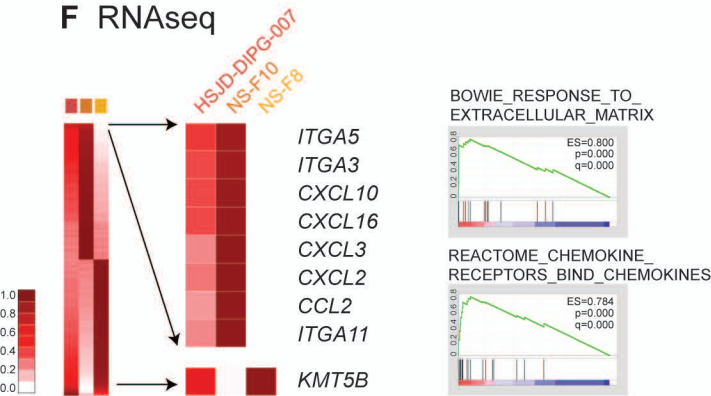 F RNAseq
HSJD-DIPG-007
NS-F10
NS-F8
ITGA5
ITGA3
CXCL10
CXCL16
CXCL3
CXCL2
CCL2
ITGA11
KMT5B
1.0
0.8
0.6
0.4
0.2
0.0
BOWIE_RESPONSE_TO_
EXTRACELLULAR_MATRIX
ES=0.800
p=0.000
q=0.000
0 0.2 0.4 0.6 0.8
REACTOME_CHEMOKINE_
RECEPTORS_BIND_CHEMOKINES
ES=0.784
p=0.000
q=0.000
0 0.2 0.4 0.6 0.8